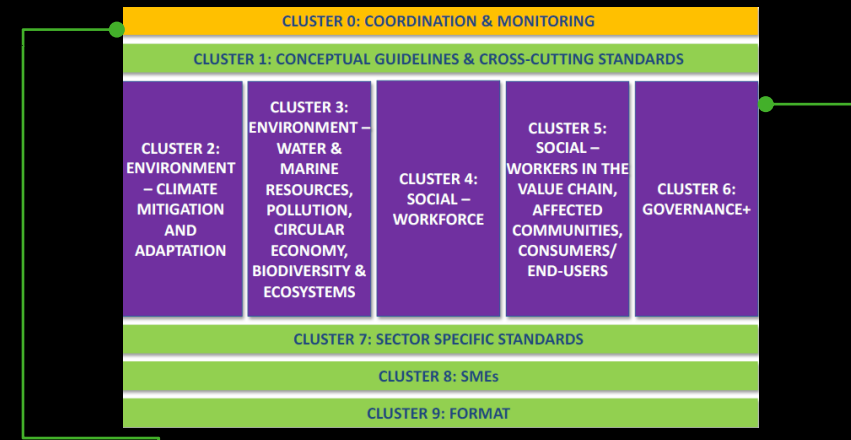 CLUSTER 0: COORDINATION & MONITORING
CLUSTER 1: CONCEPTUAL GUIDELINES & CROSS-CUTTING STANDARDS
CLUSTER 2:
ENVIRONMENT
– CLIMATE
MITIGATION
AND
ADAPTATION
CLUSTER 3:
ENVIRONMENT –
WATER &
MARINE
RESOURCES,
POLLUTION,
CIRCULAR
ECONOMY,
BIODIVERSITY &
ECOSYSTEMS
CLUSTER 4:
SOCIAL –
WORKFORCE
CLUSTER 5:
SOCIAL –
WORKERS IN THE
VALUE CHAIN,
AFFECTED
COMMUNITIES,
CONSUMERS/
END-USERS
CLUSTER 6:
GOVERNANCE+
CLUSTER 7: SECTOR SPECIFIC STANDARDS
CLUSTER 8: SMEs
CLUSTER 9: FORMAT